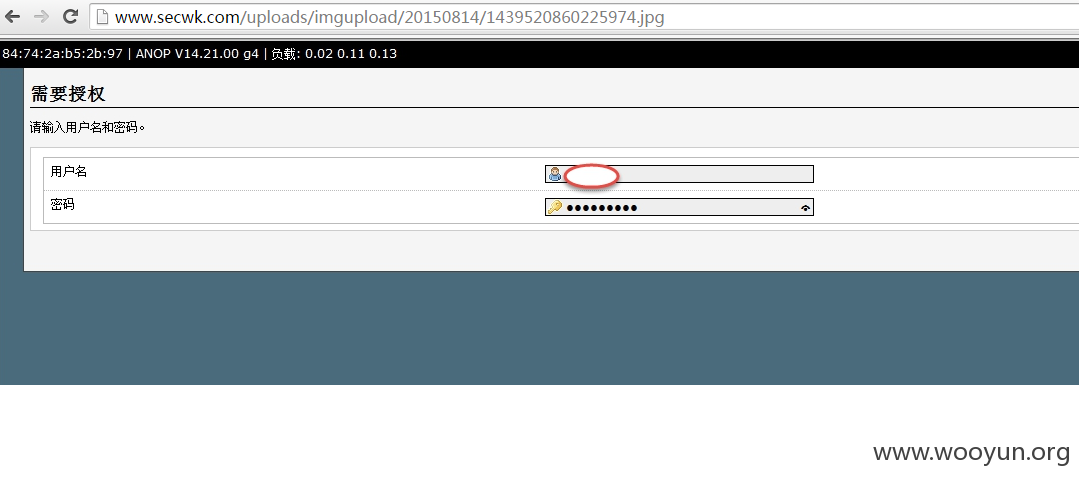 www.secwk.com/uploads/imgupload/20150814/1439520860225974.jpg
84:74:2a:b5:2b:97 | ANOP V14.21.00 g4 | 负载: 0.02 0.11 0.13
需要授权
请输入用户名和密码。
用户名
密码
www.wooyun.org